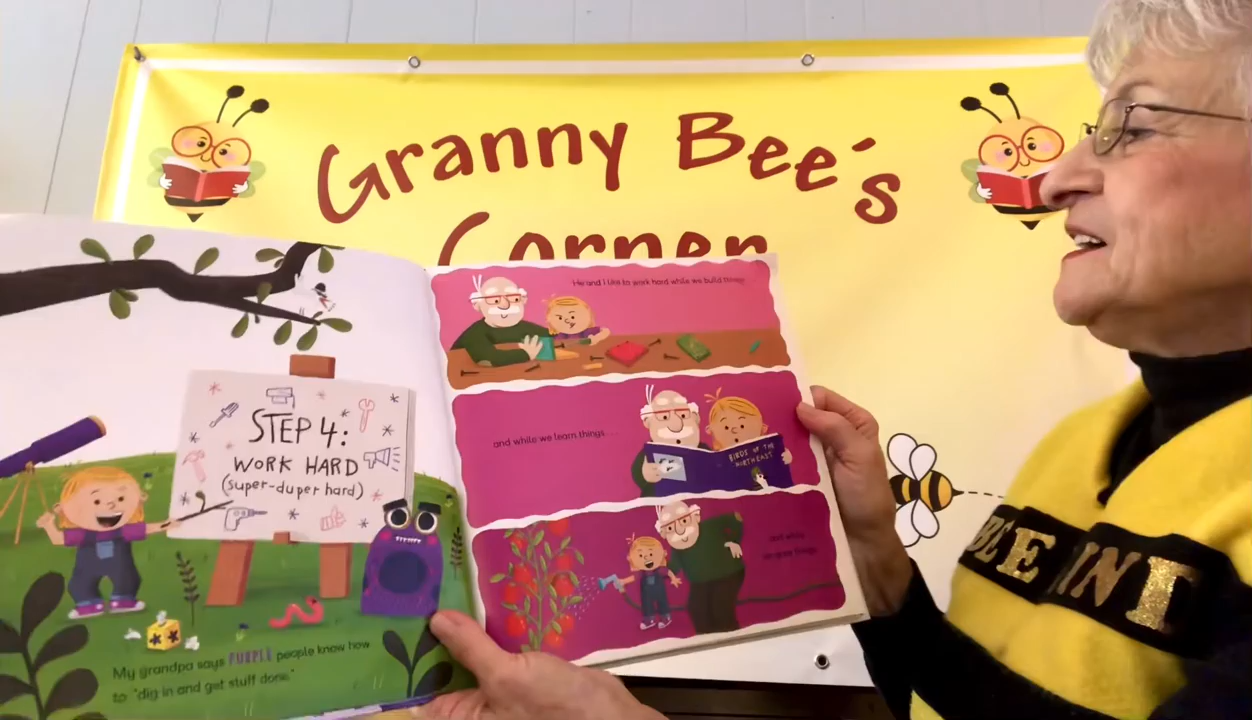 Granny Bee's
Corner
STEP 4:
WORK HARD
(super-duper hard)
My grandpa says PURPLE people know how
to "dig in and get stuff done."
He and I like to work hard while we build things
and while we learn things . . .
BIRDS OF THE
NORTHEAST
and while
we grow things
BEE KIND